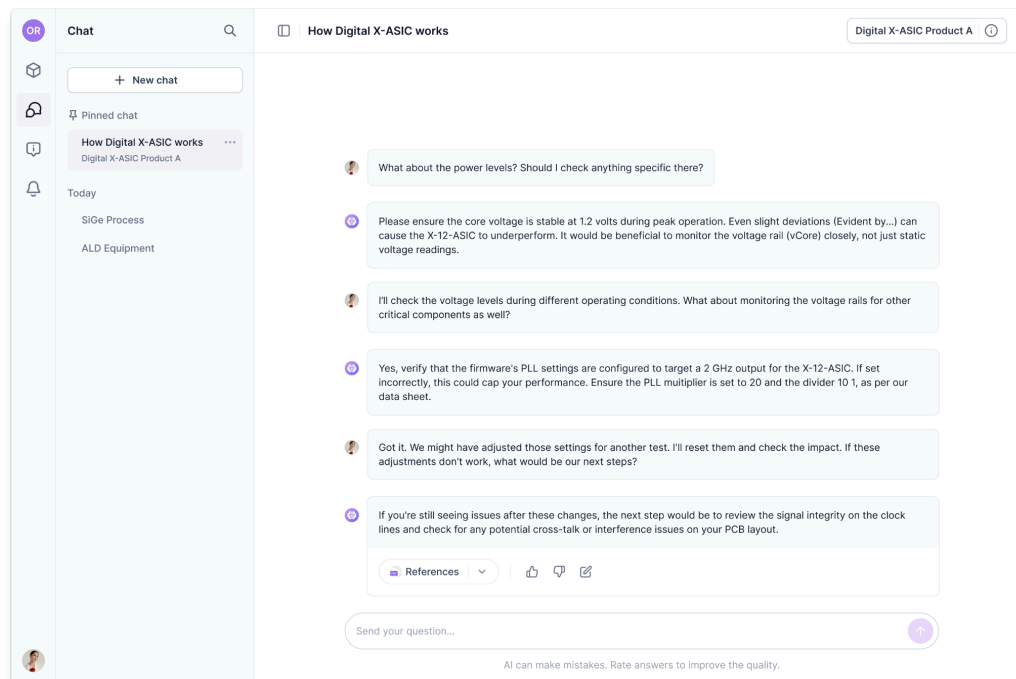 OR
Chat
How Digital X-ASIC works
Digital X-ASIC Product A
+ New chat
Pinned chat
How Digital X-ASIC works
...
Digital X-ASIC Product A
Today
SiGe Process
ALD Equipment
What about the power levels? Should I check anything specific there?
Please ensure the core voltage is stable at 1.2 volts during peak operation. Even slight deviations (Evident by...) can
cause the X-12-ASIC to underperform. It would be beneficial to monitor the voltage rail (vCore) closely, not just static
voltage readings.
I'll check the voltage levels during different operating conditions. What about monitoring the voltage rails for other
critical components as well?
Yes, verify that the firmware's PLL settings are configured to target a 2 GHz output for the X-12-ASIC. If set
incorrectly, this could cap your performance. Ensure the PLL multiplier is set to 20 and the divider 10 1, as per our
data sheet.
Got it. We might have adjusted those settings for another test. I'll reset them and check the impact. If these
adjustments don't work, what would be our next steps?
If you're still seeing issues after these changes, the next step would be to review the signal integrity on the clock
lines and check for any potential cross-talk or interference issues on your PCB layout.
References
Send your question...
AI can make mistakes. Rate answers to improve the quality.